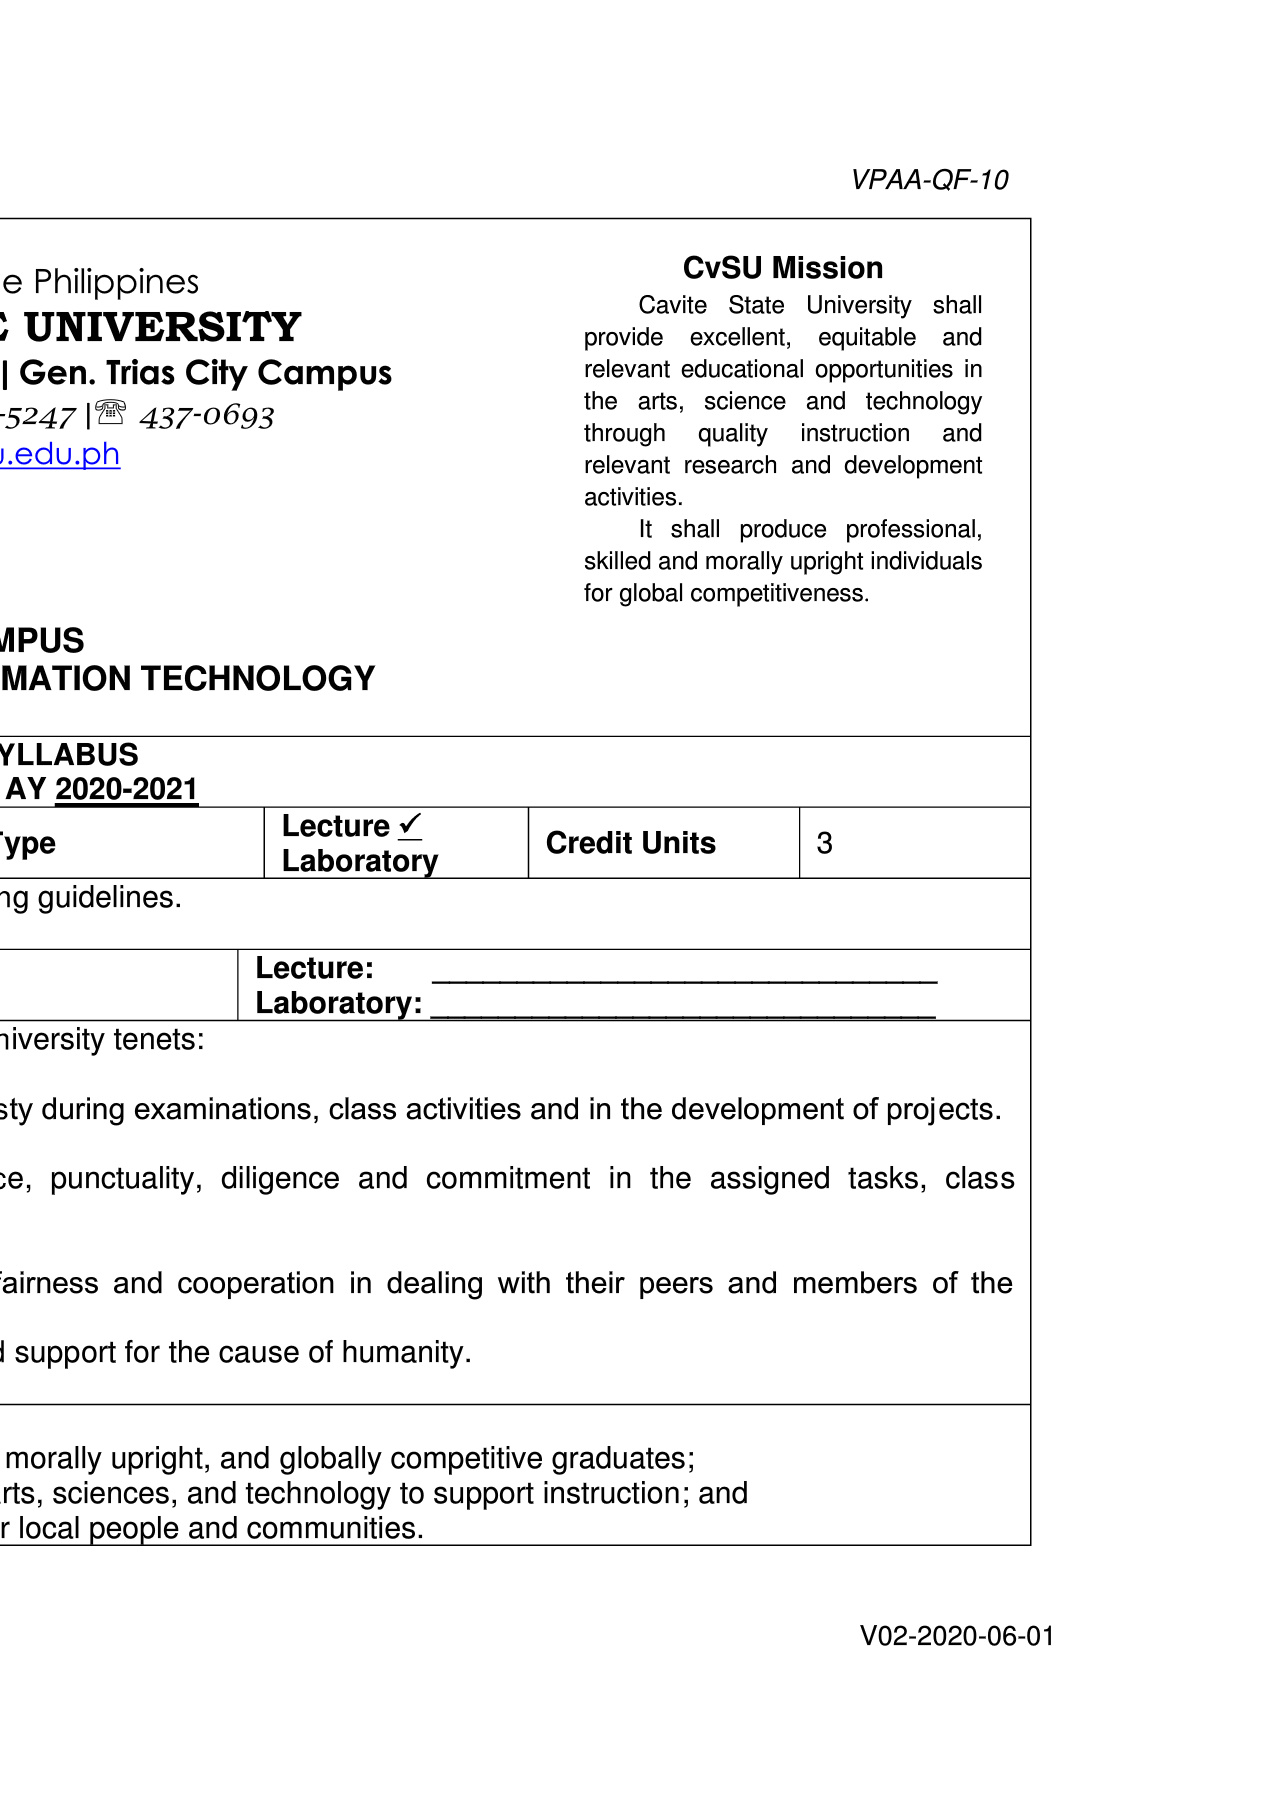 VPAA-QF-10
e Philippines
E UNIVERSITY
| Gen. Trias City Campus
-5247 |☏ 437-0693
u.edu.ph
CvSU Mission
Cavite State University shall
provide excellent, equitable and
relevant educational opportunities in
the arts, science and technology
through quality instruction and
relevant research and development
activities.
It shall produce professional,
skilled and morally upright individuals
for global competitiveness.
MPUS
MATION TECHNOLOGY
YLLABUS
AY 2020-2021
Type
Lecture ✓
Laboratory
Credit Units
3
ng guidelines.
Lecture: ______________________________
Laboratory: ______________________________
niversity tenets:
sty during examinations, class activities and in the development of projects.
ce, punctuality, diligence and commitment in the assigned tasks, class
fairness and cooperation in dealing with their peers and members of the
d support for the cause of humanity.
morally upright, and globally competitive graduates;
rts, sciences, and technology to support instruction; and
r local people and communities.
V02-2020-06-01